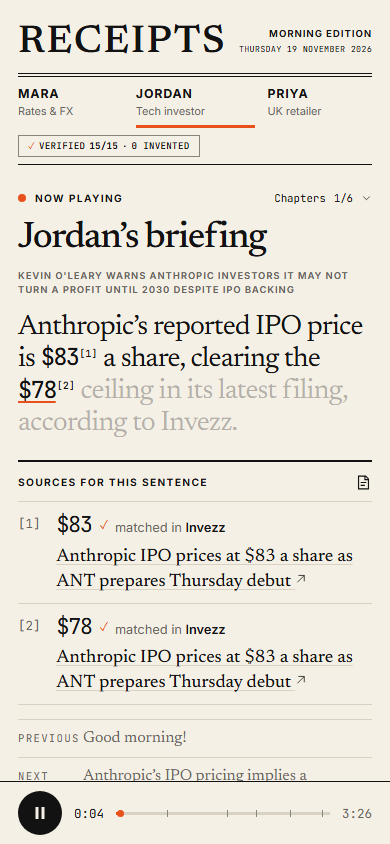 RECEIPTS
MORNING EDITION
THURSDAY 19 NOVEMBER 2026
MARA
Rates & FX
JORDAN
Tech investor
PRIYA
UK retailer
✓ VERIFIED 15/15 · 0 INVENTED
NOW PLAYING
Chapters 1/6
Jordan’s briefing
KEVIN O'LEARY WARNS ANTHROPIC INVESTORS IT MAY NOT
TURN A PROFIT UNTIL 2030 DESPITE IPO BACKING
Anthropic’s reported IPO price
is $83[1] a share, clearing the
$78[2] ceiling in its latest filing,
according to Invezz.
SOURCES FOR THIS SENTENCE
[1] $83 ✓ matched in Invezz
Anthropic IPO prices at $83 a share as
ANT prepares Thursday debut ↗
[2] $78 ✓ matched in Invezz
Anthropic IPO prices at $83 a share as
ANT prepares Thursday debut ↗
PREVIOUS Good morning!
NEXT Anthropic’s IPO pricing implies a
0:04
3:26